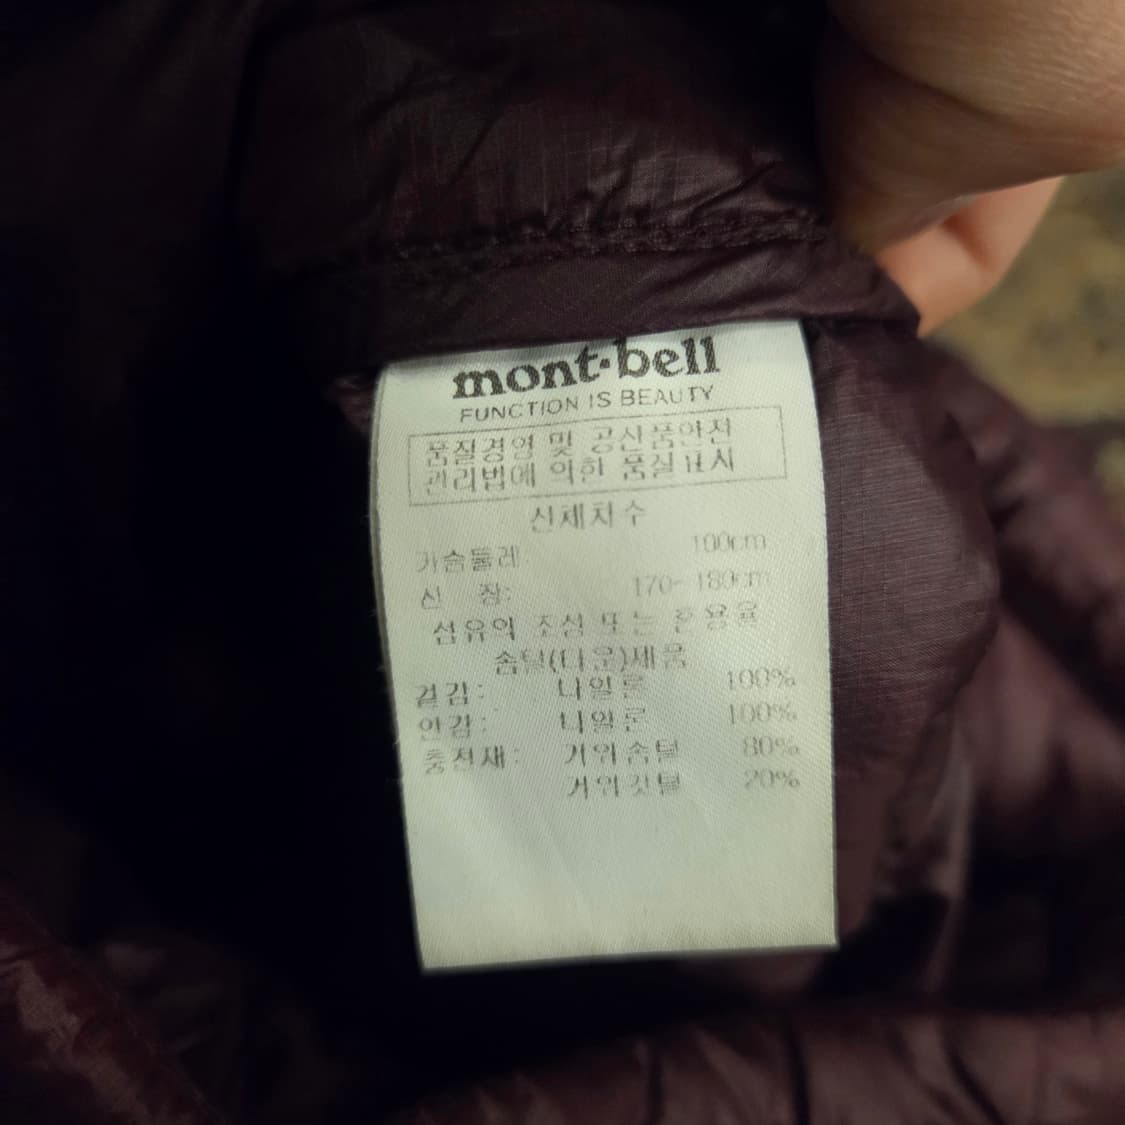 mont·bell
FUNCTION IS BEAUTY
품질경영 및 공산품안전
관리법에 의한 품질표시
신체치수
가슴둘레: 100cm
신 장: 170~180cm
섬유의 조성 또는 혼용율
솜털(다운)제품
겉감: 나일론 100%
안감: 나일론 100%
충전재: 거위솜털 80%
거위깃털 20%